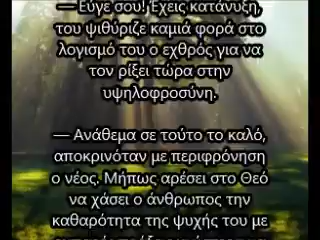 — Εύγε σου! Έχεις κατάνυξη,
του ψιθύριζε καμιά φορά στο
λογισμό του ο εχθρός για να
τον ρίξει τώρα στην
υψηλοφροσύνη.
— Ανάθεμα σε τούτο το καλό,
αποκρινόταν με περιφρόνηση
ο νέος. Μήπως αρέσει στο Θεό
να χάσει ο άνθρωπος την
καθαρότητα της ψυχής του με